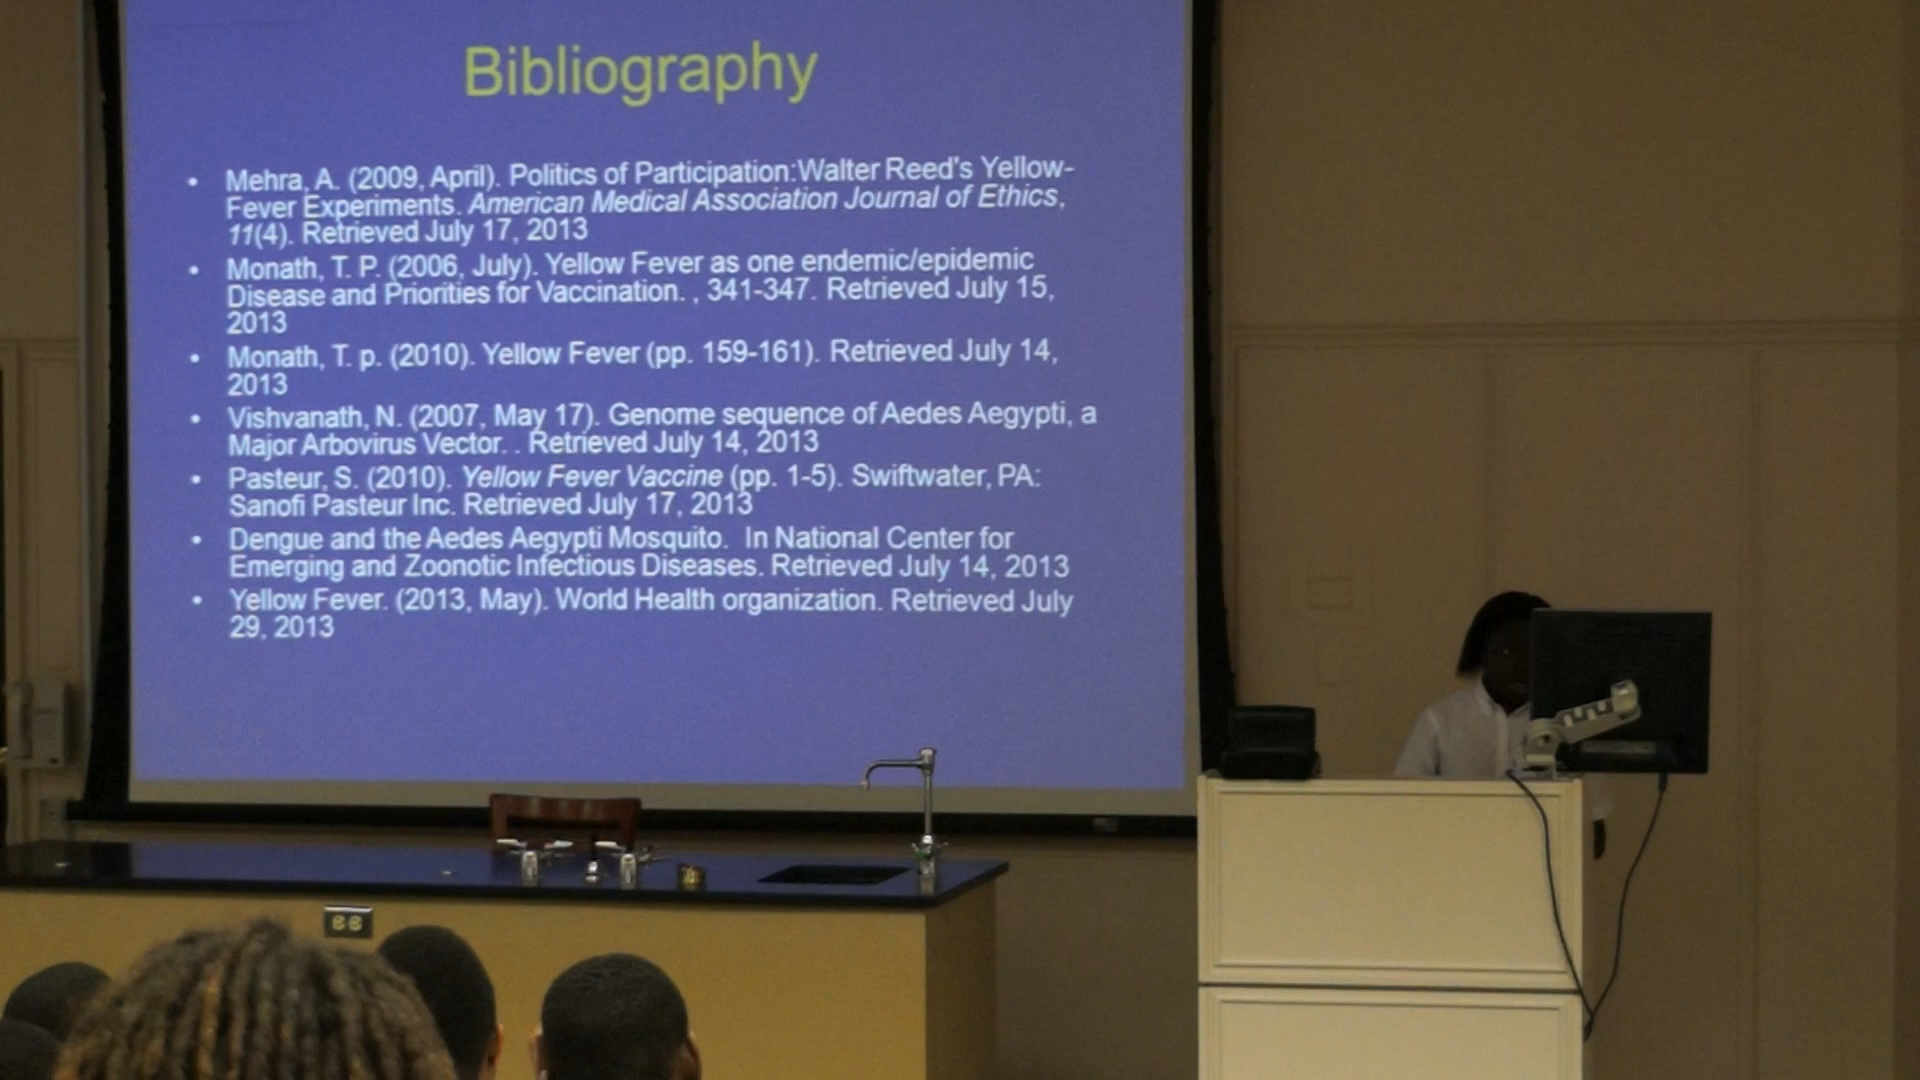 Bibliography
• Mehra, A. (2009, April). Politics of Participation:Walter Reed's Yellow-
Fever Experiments. American Medical Association Journal of Ethics,
11(4). Retrieved July 17, 2013
• Monath, T. P. (2006, July). Yellow Fever as one endemic/epidemic
Disease and Priorities for Vaccination. , 341-347. Retrieved July 15,
2013
• Monath, T. p. (2010). Yellow Fever (pp. 159-161). Retrieved July 14,
2013
• Vishvanath, N. (2007, May 17). Genome sequence of Aedes Aegypti, a
Major Arbovirus Vector. . Retrieved July 14, 2013
• Pasteur, S. (2010). Yellow Fever Vaccine (pp. 1-5). Swiftwater, PA:
Sanofi Pasteur Inc. Retrieved July 17, 2013
• Dengue and the Aedes Aegypti Mosquito. In National Center for
Emerging and Zoonotic Infectious Diseases. Retrieved July 14, 2013
• Yellow Fever. (2013, May). World Health organization. Retrieved July
29, 2013